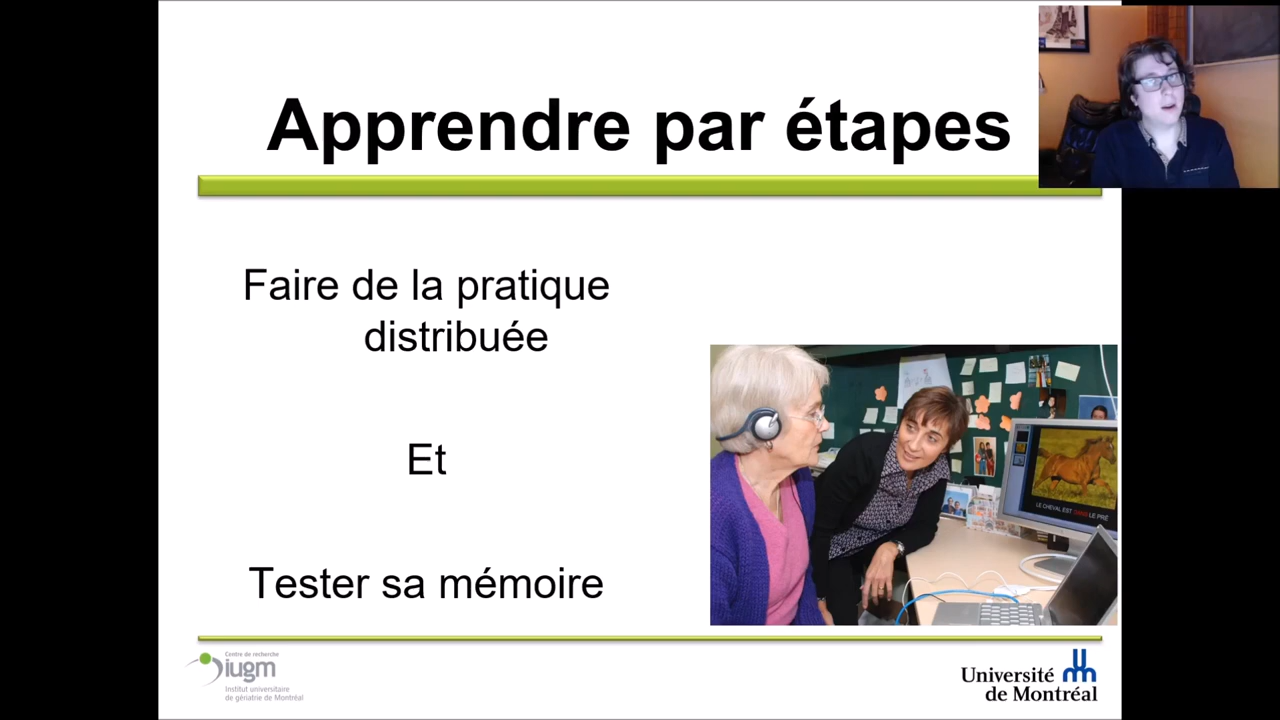 Apprendre par étapes
Faire de la pratique
distribuée
Et
Tester sa mémoire
LE CHEVAL EST DANS LE PRÉ
Centre de recherche
iugm
Institut universitaire
de gériatrie de Montréal
Université
de Montréal